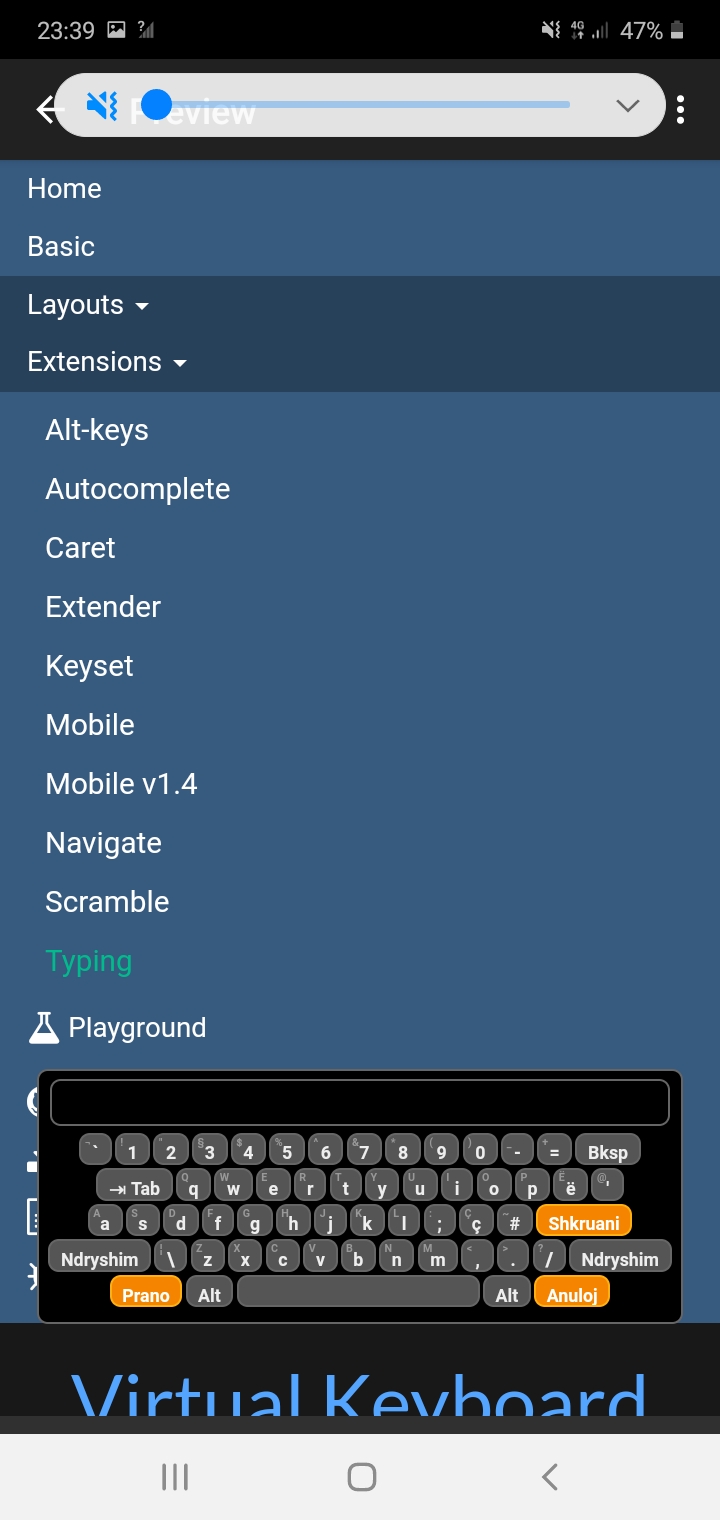 23:39 47%
Preview
Home
Basic
Layouts
Extensions
Alt-keys
Autocomplete
Caret
Extender
Keyset
Mobile
Mobile v1.4
Navigate
Scramble
Typing
Playground
~ ` ! 1 " 2 § 3 $ 4 % 5 ^ 6 & 7 * 8 ( 9 ) 0 _ - + = Bksp
⇥ Tab Q q W w E e R r T t Y y U u I i O o P p Ë ë @ '
A a S s D d F f G g H h J j K k L l : ; Ç ç ~ # Shkruani
Ndryshim | \ Z z X x C c V v B b N n M m < , > . ? / Ndryshim
Prano Alt Alt Anuloj
Virtual Keyboard